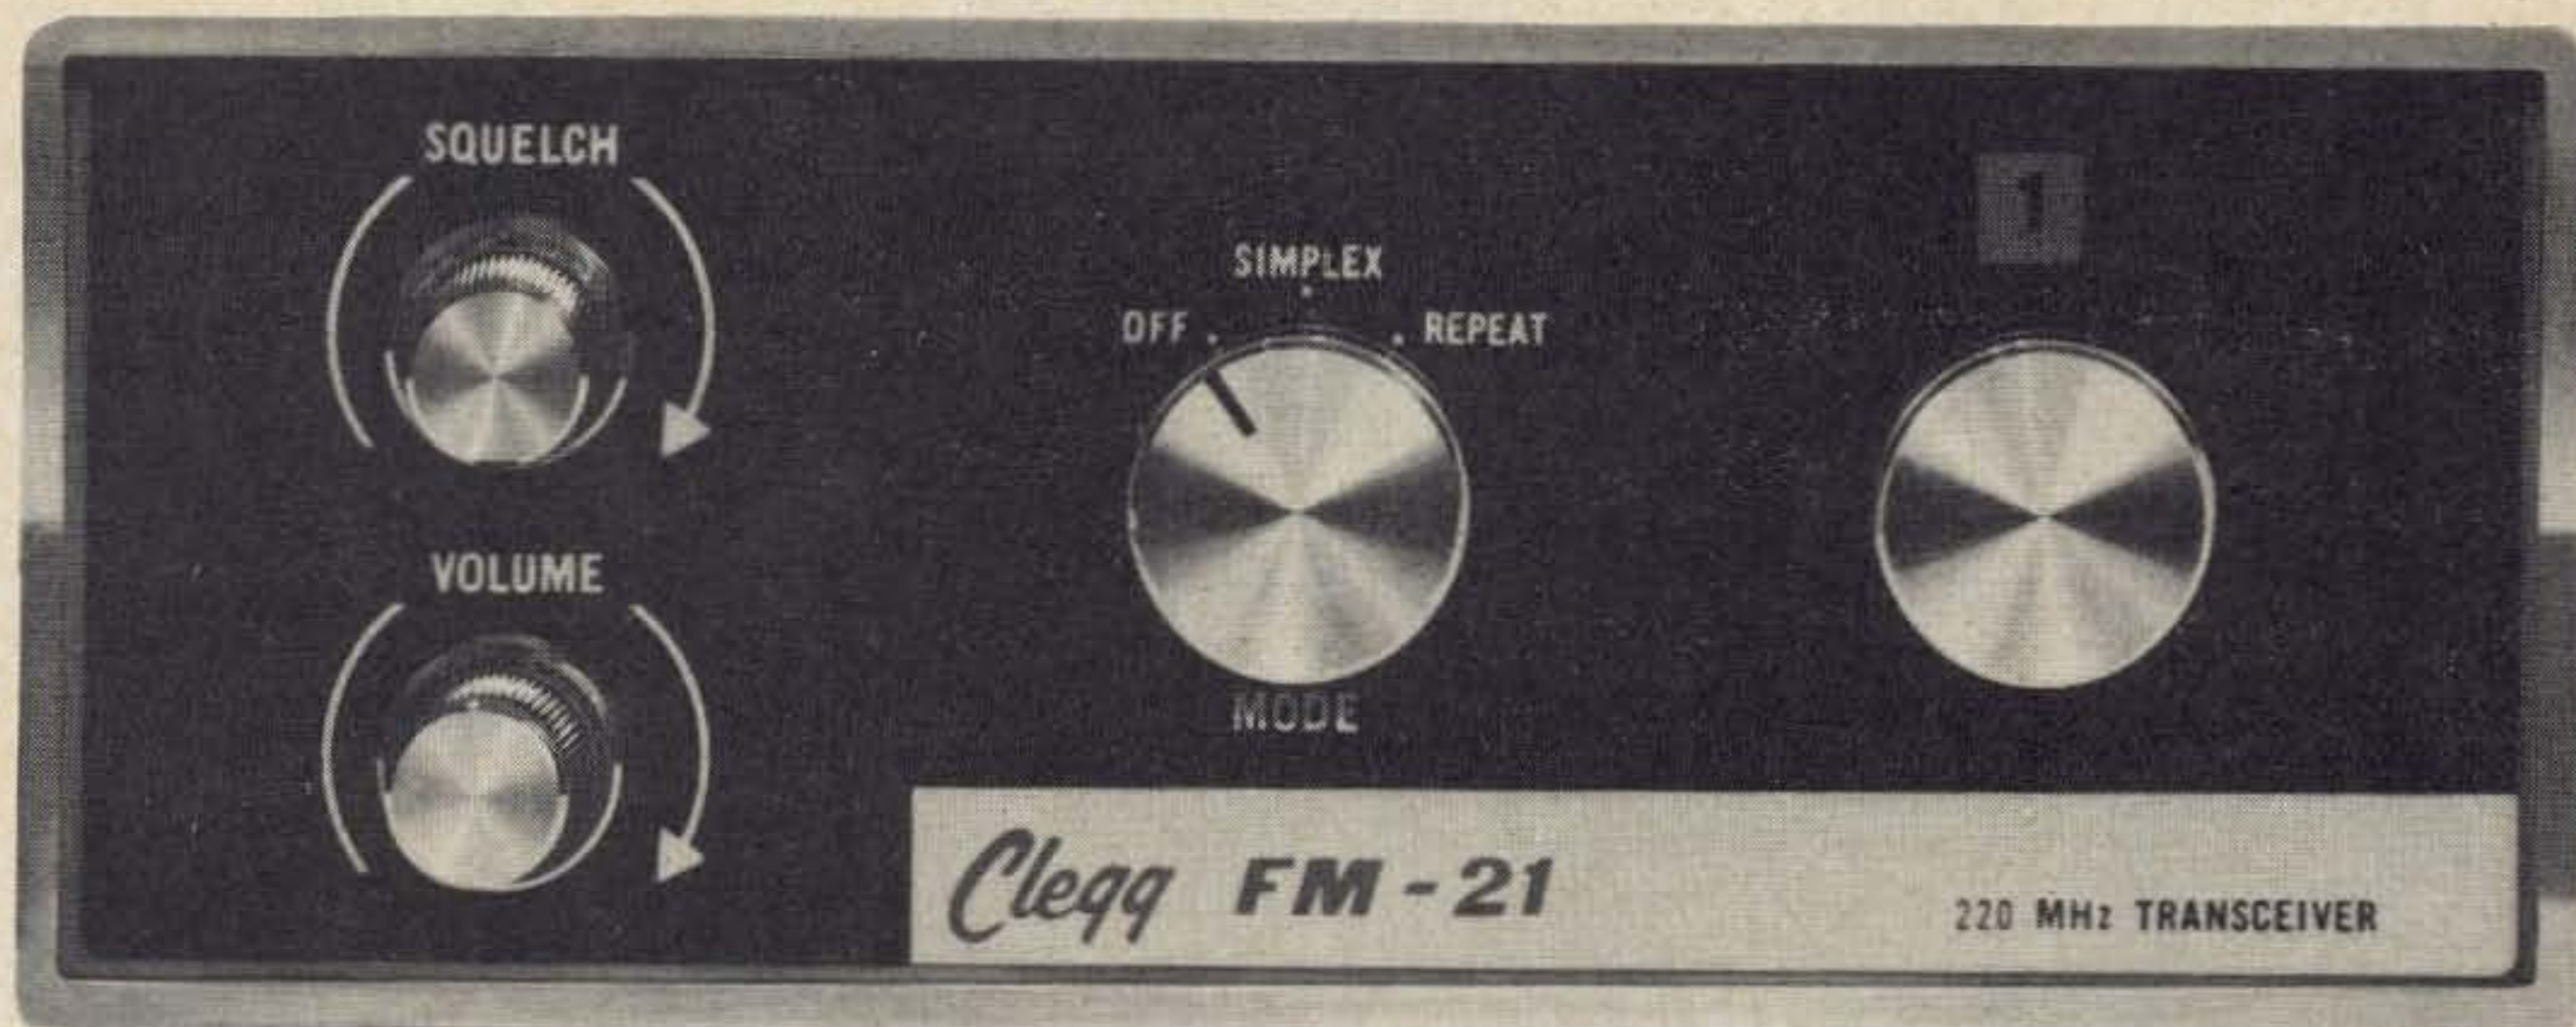 SQUELCH
1
SIMPLEX
OFF
REPEAT
VOLUME
MODE
Clegg FM-21
220 MHz TRANSCEIVER